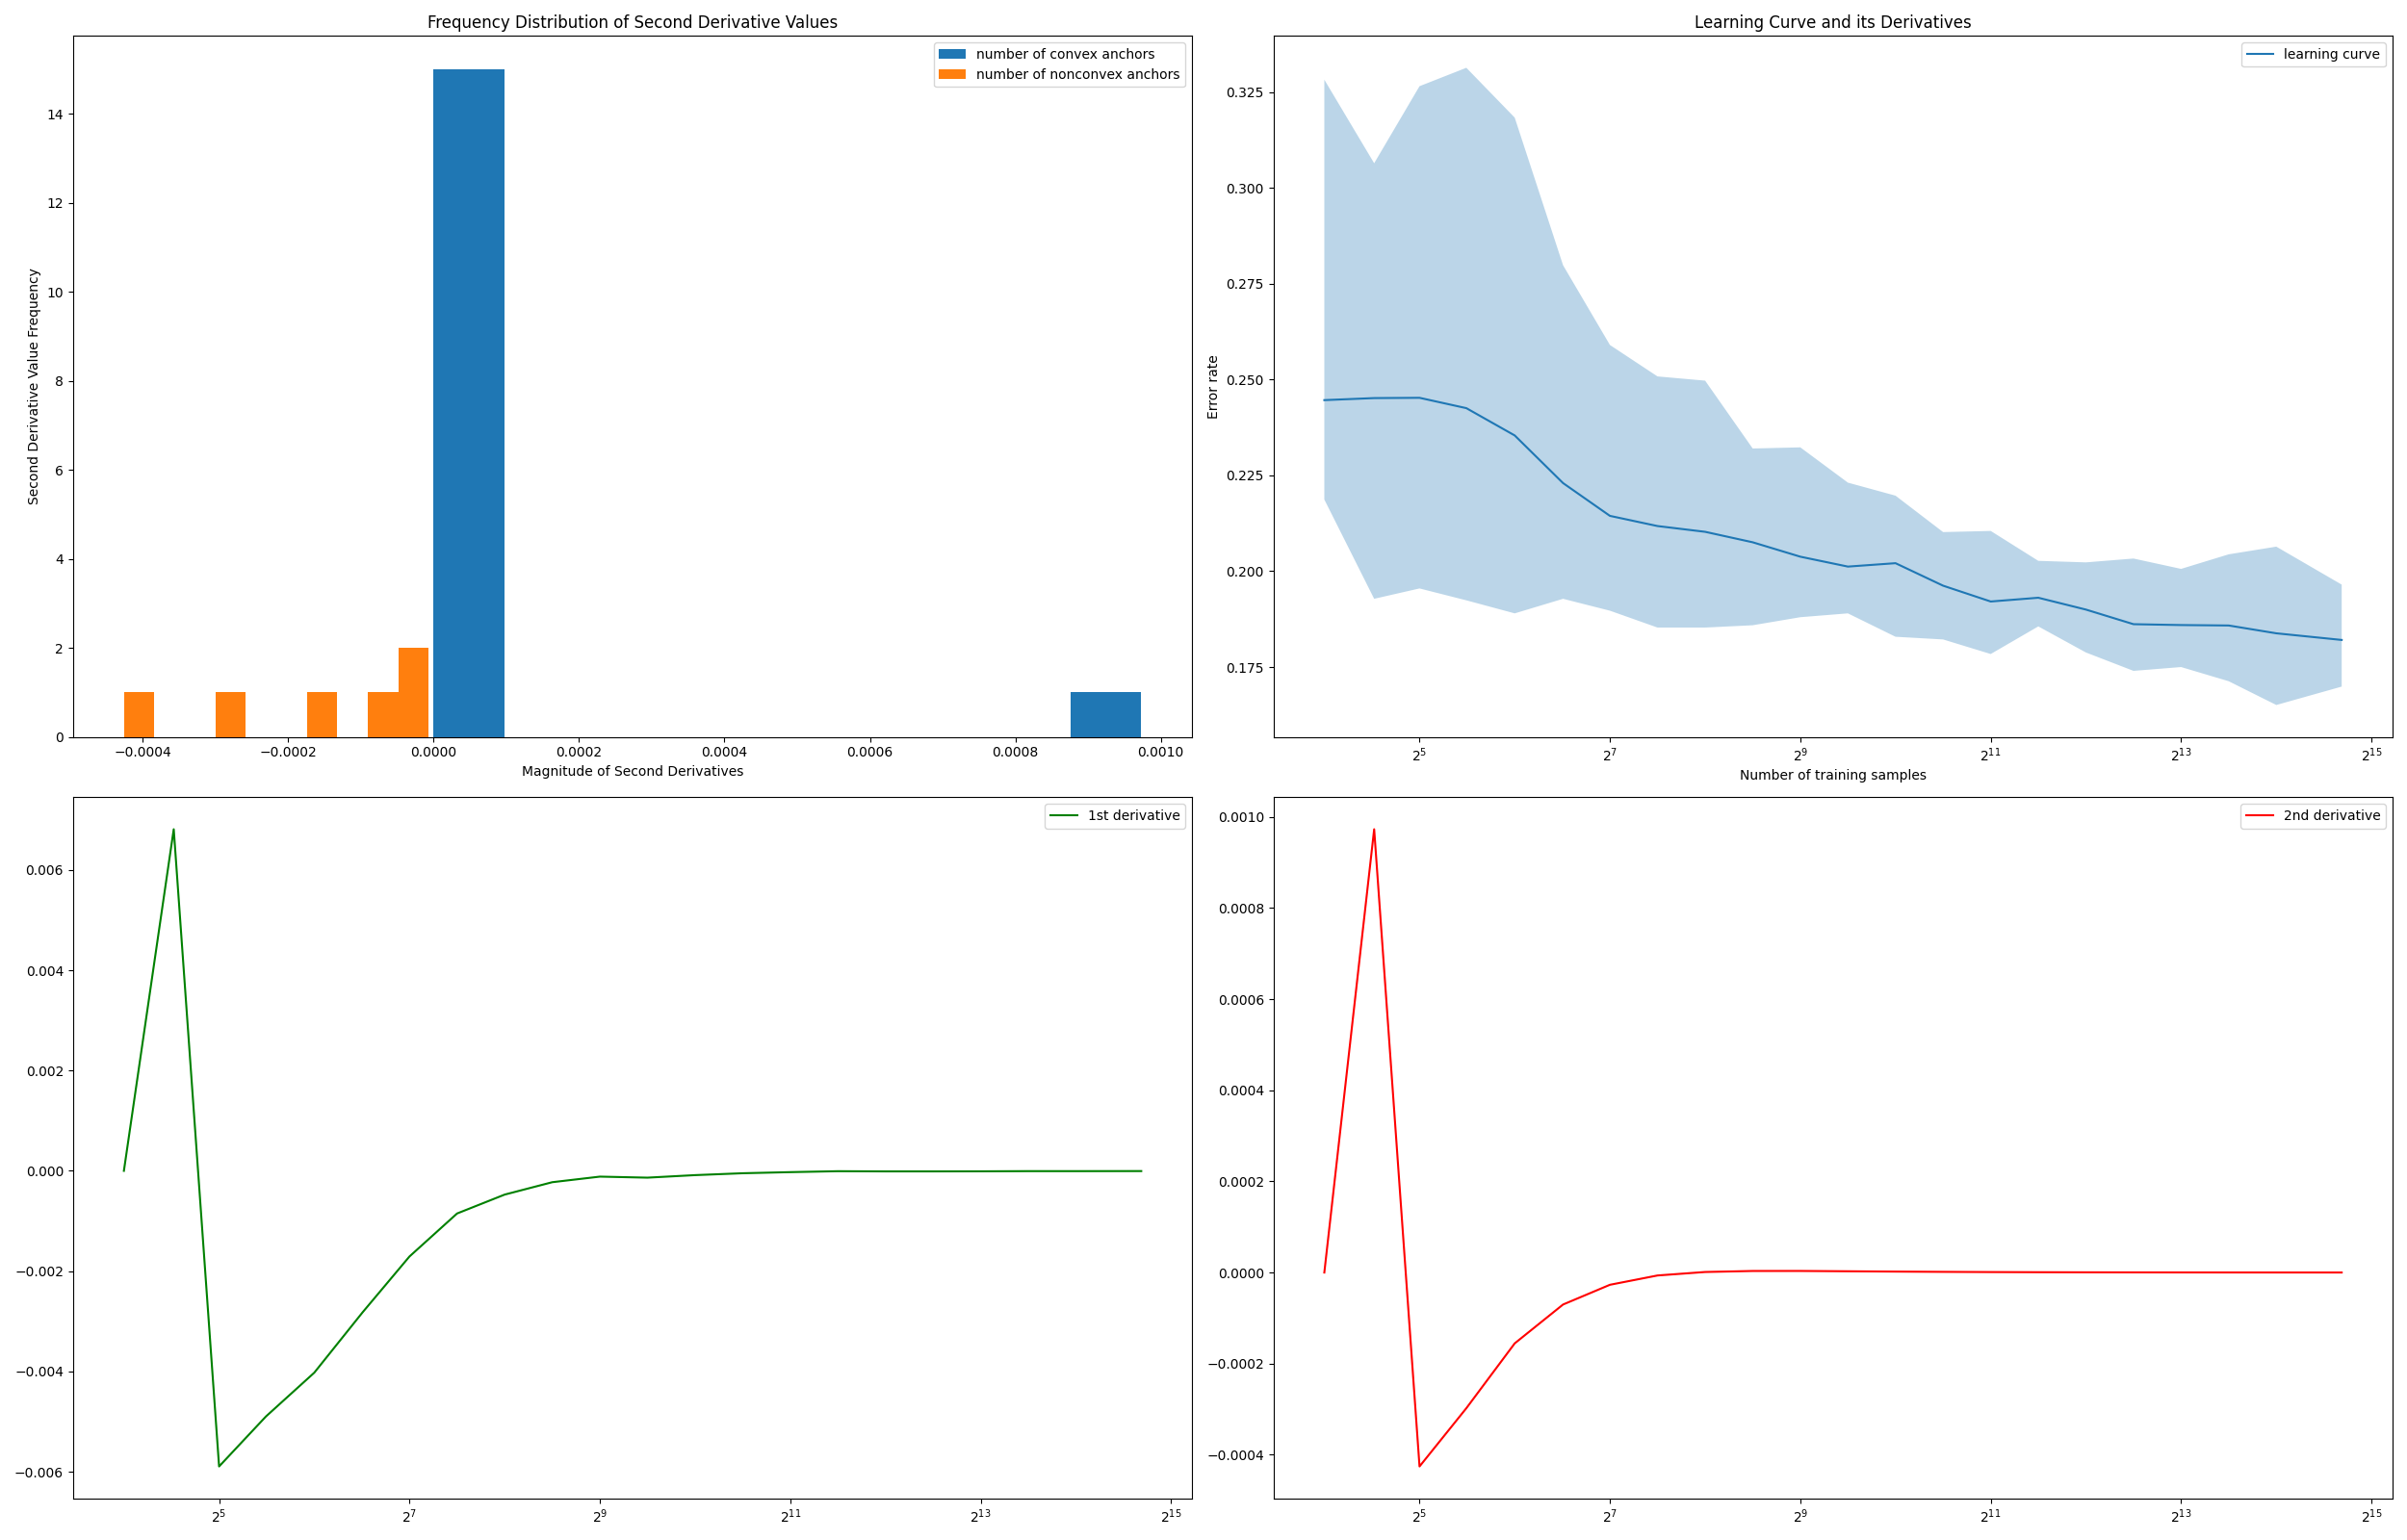 Frequency Distribution of Second Derivative Values
number of convex anchors
number of nonconvex anchors
Second Derivative Value Frequency
14
12
10
8
6
4
2
0
−0.0004 −0.0002 0.0000 0.0002 0.0004 0.0006 0.0008 0.0010
Magnitude of Second Derivatives
Learning Curve and its Derivatives
learning curve
Error rate
0.325
0.300
0.275
0.250
0.225
0.200
0.175
2^5 2^7 2^9 2^11 2^13 2^15
Number of training samples
1st derivative
0.006
0.004
0.002
0.000
−0.002
−0.004
−0.006
2^5 2^7 2^9 2^11 2^13 2^15
2nd derivative
0.0010
0.0008
0.0006
0.0004
0.0002
0.0000
−0.0002
−0.0004
2^5 2^7 2^9 2^11 2^13 2^15